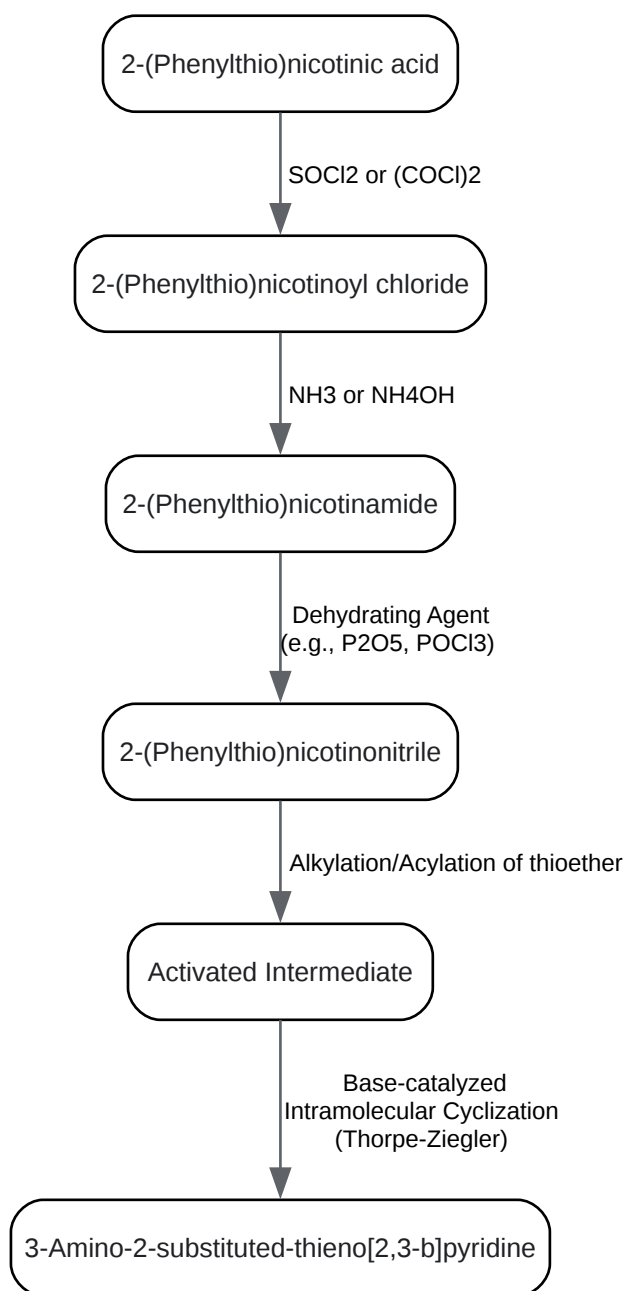 2-(Phenylthio)nicotinic acid
SOCl2 or (COCl)2
2-(Phenylthio)nicotinoyl chloride
NH3 or NH4OH
2-(Phenylthio)nicotinamide
Dehydrating Agent
(e.g., P2O5, POCl3)
2-(Phenylthio)nicotinonitrile
Alkylation/Acylation of thioether
Activated Intermediate
Base-catalyzed
Intramolecular Cyclization
(Thorpe-Ziegler)
3-Amino-2-substituted-thieno[2,3-b]pyridine